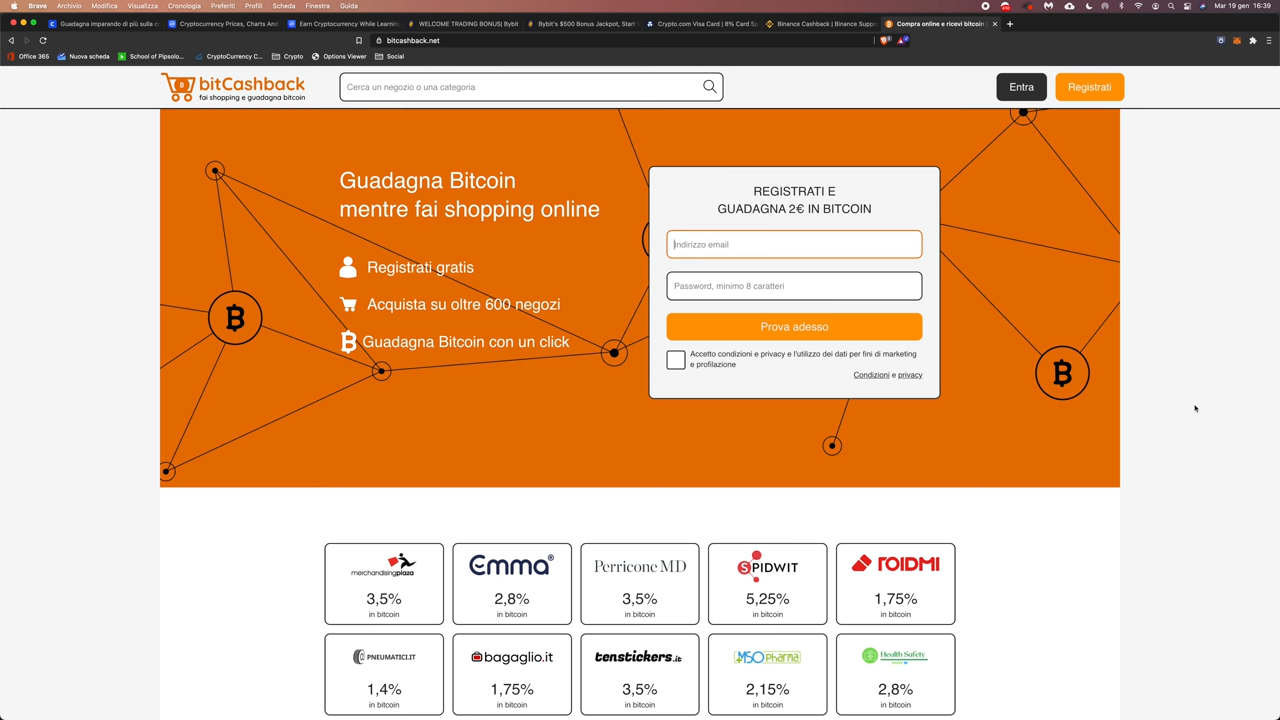 Brave Archivio Modifica Visualizza Cronologia Preferiti Profili Scheda Finestra Guida Mar 19 gen 16:39
Guadagna imparando di più sulla cr Cryptocurrency Prices, Charts And Earn Cryptocurrency While Learnin WELCOME TRADING BONUS| Bybit Bybit's $500 Bonus Jackpot, Start Crypto.com Visa Card | 8% Card Sp Binance Cashback | Binance Supp Compra online e ricevi bitcoin
bitcashback.net
Office 365 Nuova scheda School of Pipsolo... CryptoCurrency C... Crypto Options Viewer Social
bitCashback
fai shopping e guadagna bitcoin
Cerca un negozio o una categoria
Entra
Registrati
Guadagna Bitcoin
mentre fai shopping online
Registrati gratis
Acquista su oltre 600 negozi
Guadagna Bitcoin con un click
REGISTRATI E
GUADAGNA 2€ IN BITCOIN
Indirizzo email
Password, minimo 8 caratteri
Prova adesso
Accetto condizioni e privacy e l'utilizzo dei dati per fini di marketing
e profilazione
Condizioni e privacy
merchandisingplaza Emma® Perricone MD SPIDWIT ROIDMI
3,5% 2,8% 3,5% 5,25% 1,75%
in bitcoin in bitcoin in bitcoin in bitcoin in bitcoin
PNEUMATICI.IT bagaglio.it tenstickers.it MSOpharma Health Safety
1,4% 1,75% 3,5% 2,15% 2,8%
in bitcoin in bitcoin in bitcoin in bitcoin in bitcoin